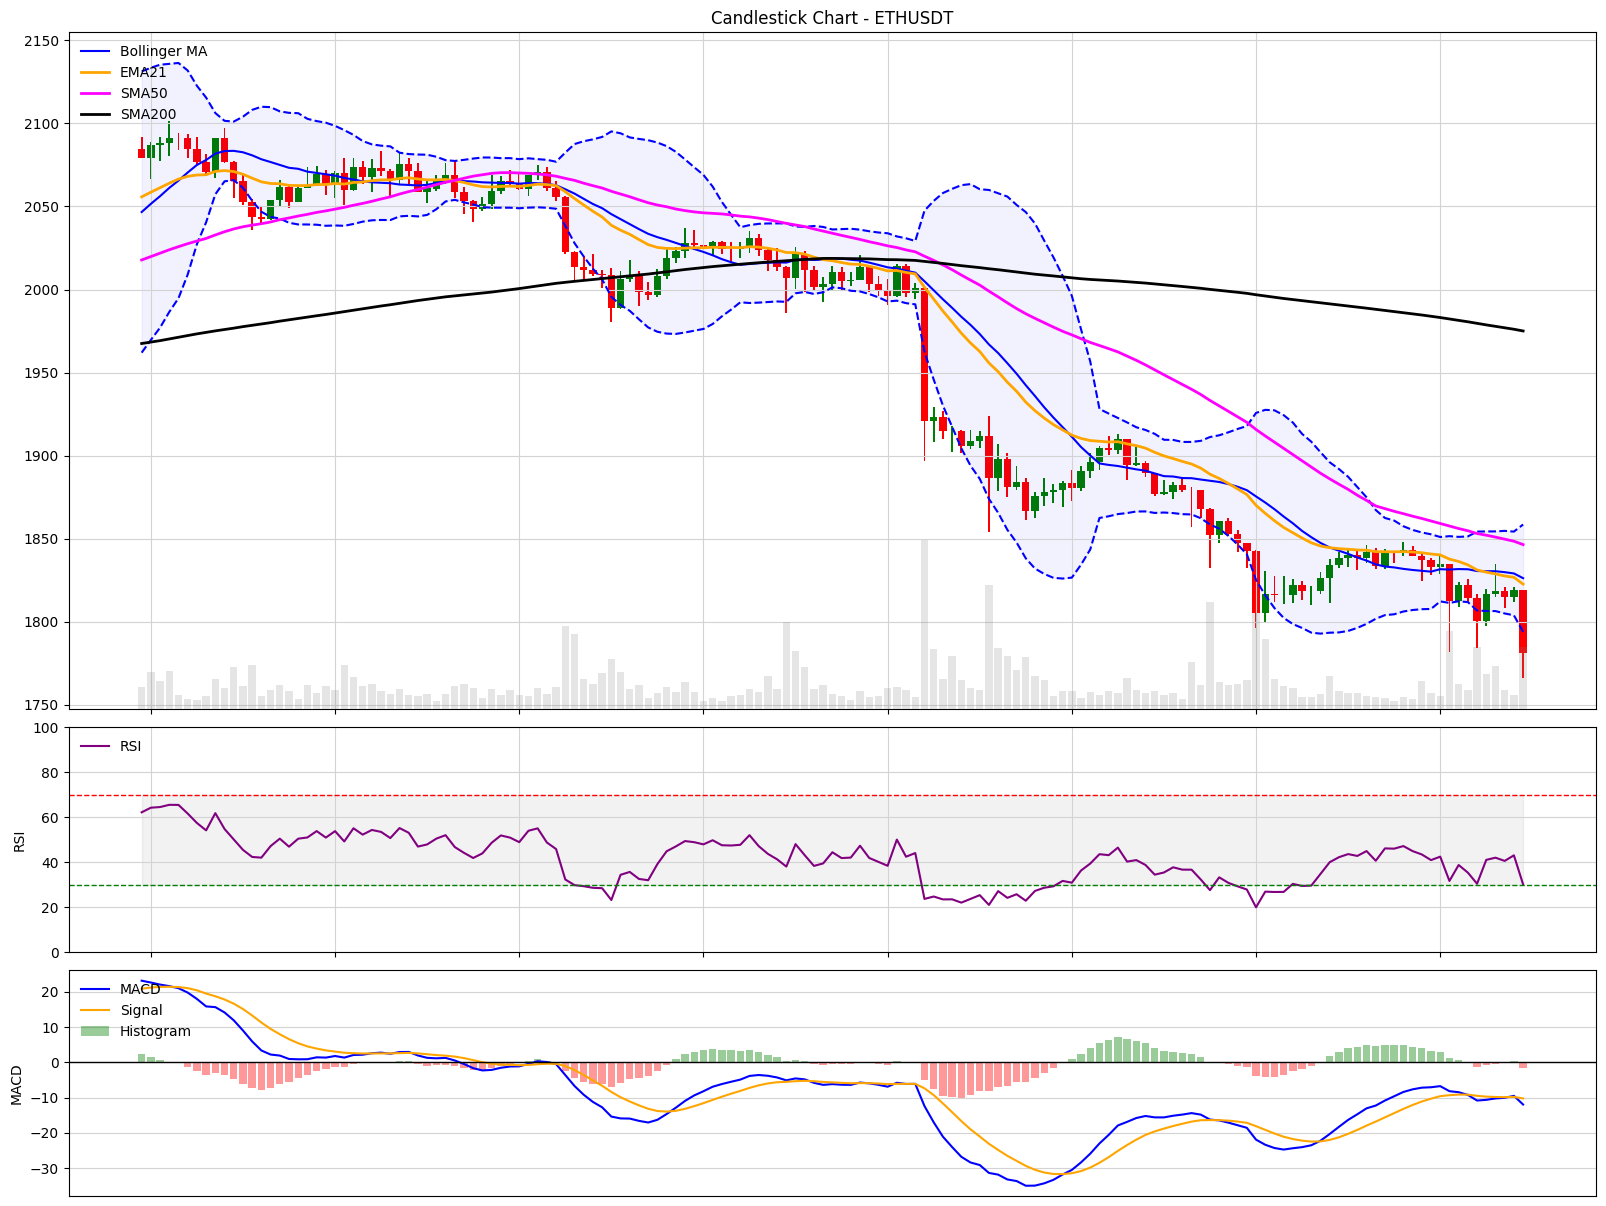 Candlestick Chart - ETHUSDT
2150
2100
2050
2000
1950
1900
1850
1800
1750
Bollinger MA
EMA21
SMA50
SMA200
100
80
60
40
20
0
RSI
RSI
20
10
0
−10
−20
−30
MACD
MACD
Signal
Histogram